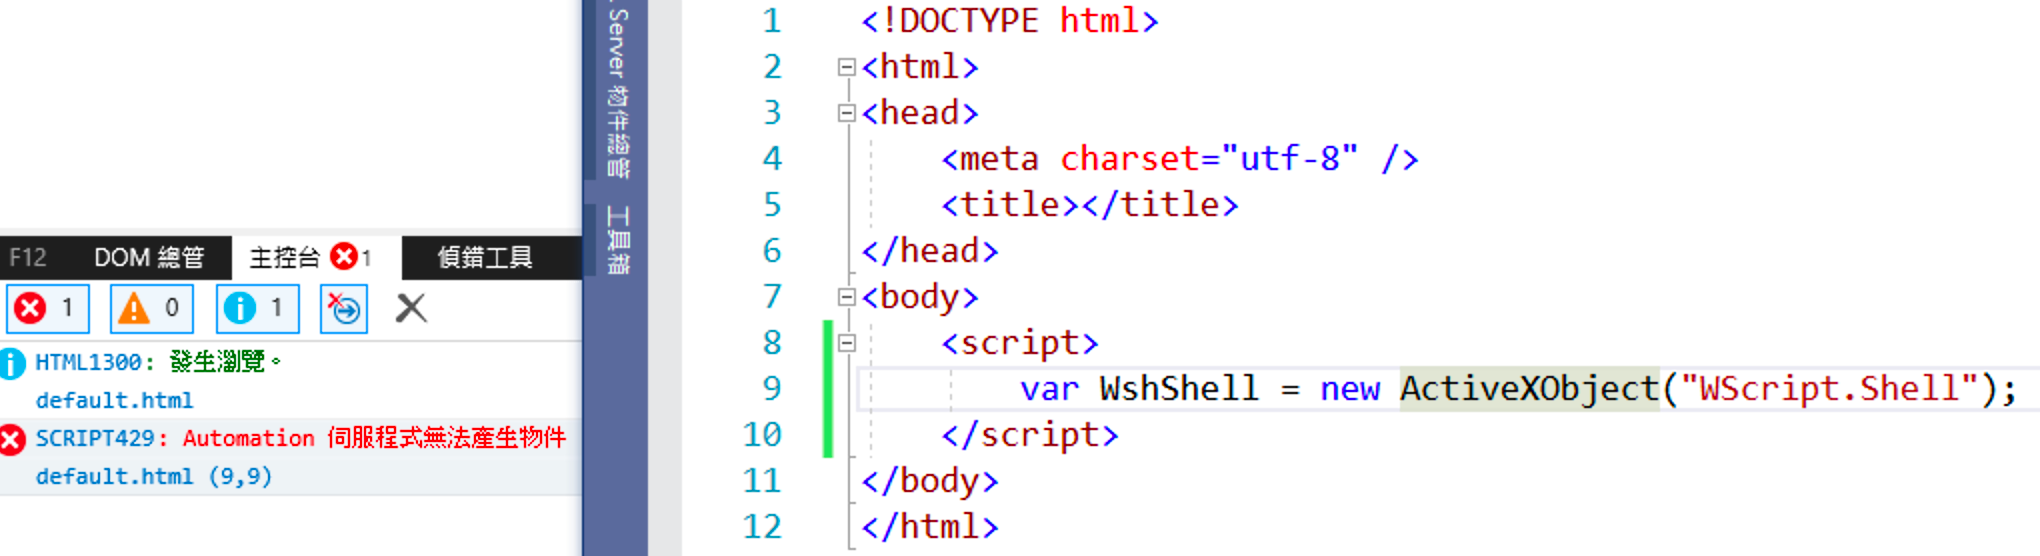 F12 DOM 總管 主控台 1 偵錯工具
1 0 1
HTML1300: 發生瀏覽。
default.html
SCRIPT429: Automation 伺服程式無法產生物件
default.html (9,9)
Server 物件總管
工具箱
1 <!DOCTYPE html>
2 <html>
3 <head>
4 <meta charset="utf-8" />
5 <title></title>
6 </head>
7 <body>
8 <script>
9 var WshShell = new ActiveXObject("WScript.Shell");
10 </script>
11 </body>
12 </html>